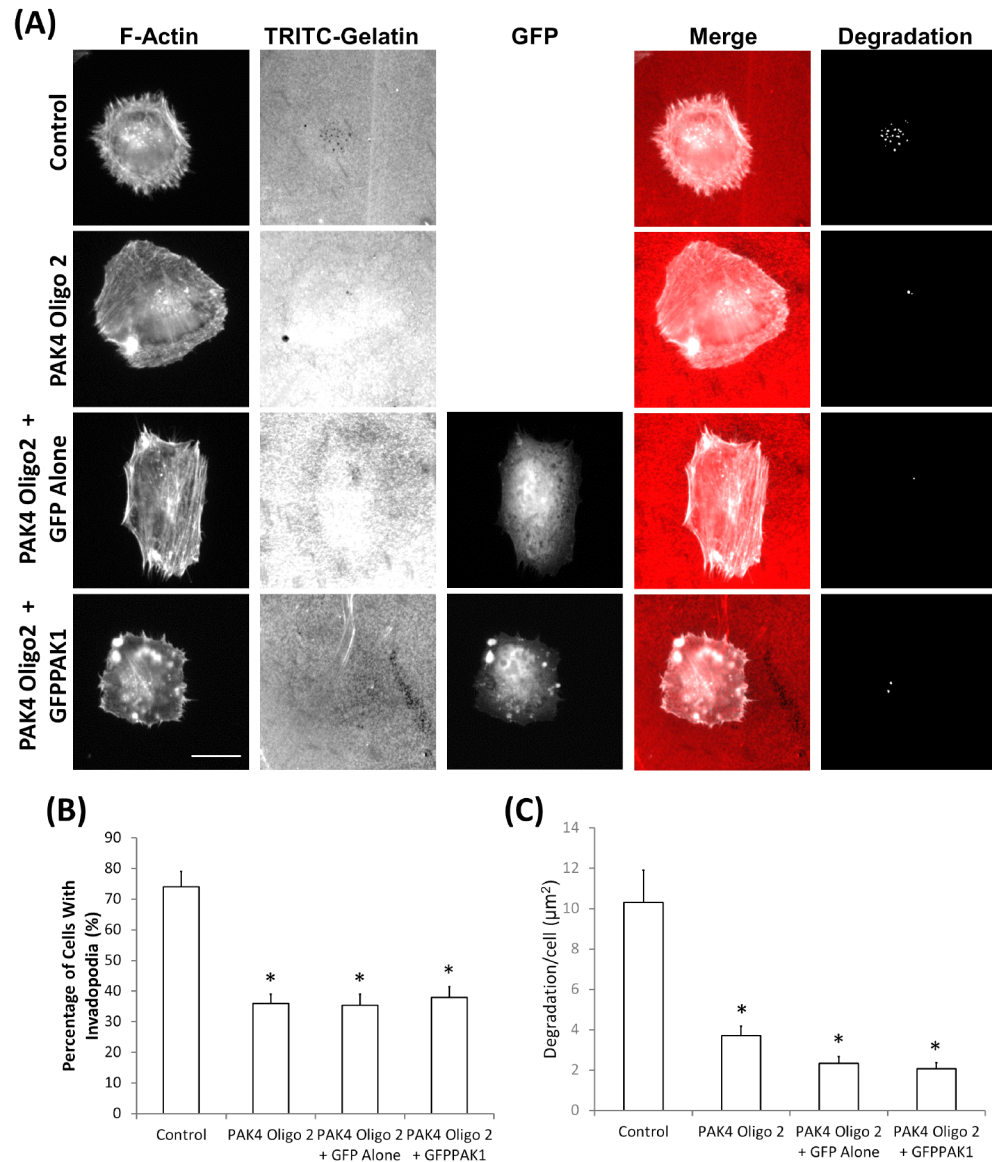 (A)
F-Actin TRITC-Gelatin GFP Merge Degradation
Control
PAK4 Oligo 2
PAK4 Oligo2 +
GFP Alone
PAK4 Oligo2 +
GFPPAK1
(B)
Percentage of Cells With
Invadopodia (%)
90
80
70
60
50
40
30
20
10
0
* * *
Control PAK4 Oligo 2 PAK4 Oligo 2 PAK4 Oligo 2
+ GFP Alone + GFPPAK1
(C)
Degradation/cell (µm²)
14
12
10
8
6
4
2
0
* * *
Control PAK4 Oligo 2 PAK4 Oligo 2 PAK4 Oligo 2
+ GFP Alone + GFPPAK1